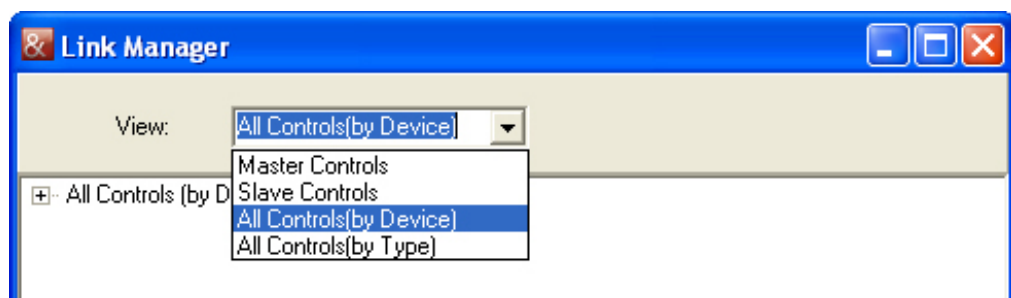 & Link Manager
View: All Controls(by Device)
Master Controls
Slave Controls
All Controls(by Device)
All Controls(by Type)
All Controls (by D